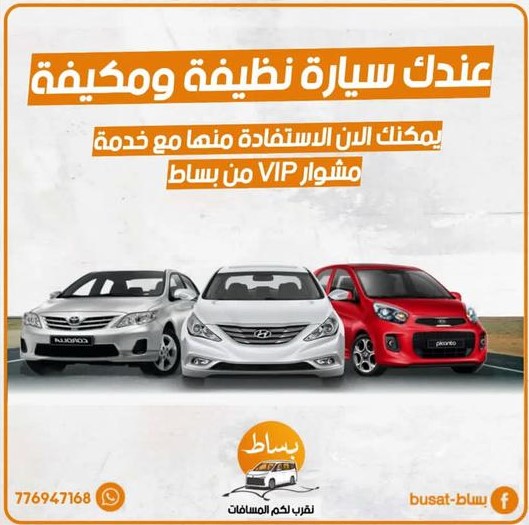 عندك سيارة نظيفة ومكيفة
يمكنك الان الاستفادة منها مع خدمة
مشوار VIP من بساط
COROLLA
picanto
بساط
نقرب لكم المسافات
776947168
busat-بساط